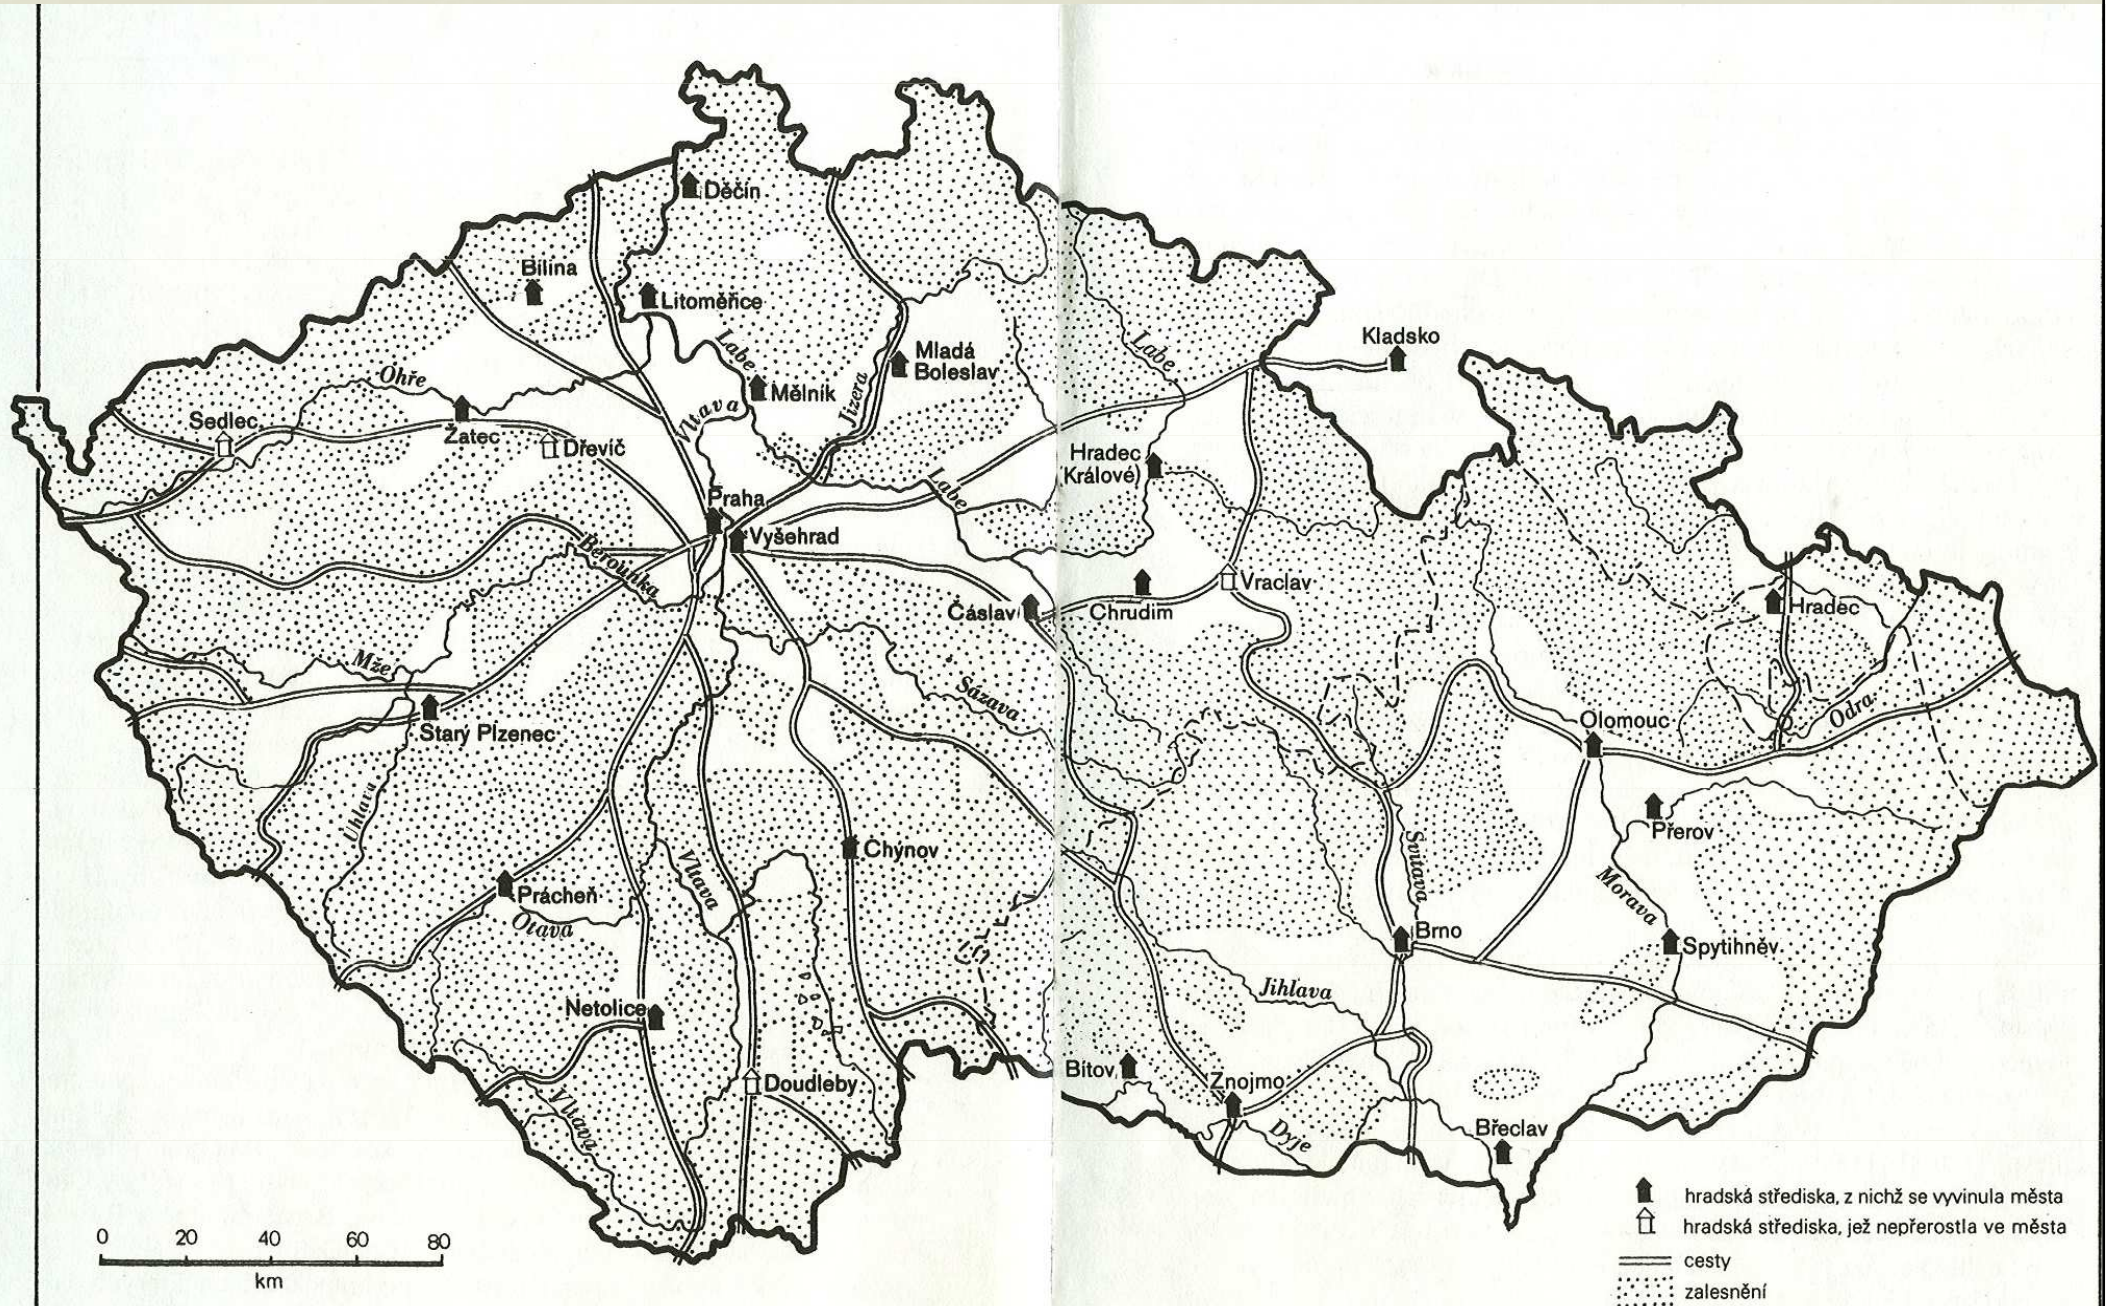 Děčín
Bílina
Litoměřice
Labe
Mladá
Boleslav
Mělník
Jizera
Vltava
Ohře
Sedlec
Žatec
Dřevíč
Praha
Vyšehrad
Berounka
Labe
Labe
Kladsko
Hradec
(Králové)
Vraclav
Čáslav
Chrudim
Hradec
Mže
Starý Plzenec
Úhlava
Sázava
Olomouc
Odra
Přerov
Chýnov
Vltava
Prácheň
Otava
Svitava
Morava
Brno
Spytihněv
Jihlava
Netolice
Bítov
Znojmo
Doudleby
Vltava
Dyje
Břeclav
hradská střediska, z nichž se vyvinula města
hradská střediska, jež nepřerostla ve města
cesty
zalesnění
0 20 40 60 80
km